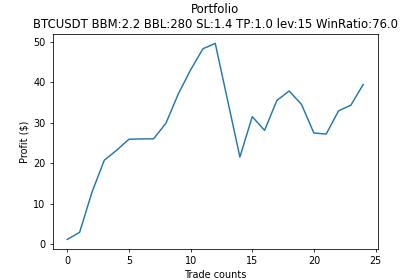 Portfolio
BTCUSDT BBM:2.2 BBL:280 SL:1.4 TP:1.0 lev:15 WinRatio:76.0
50
40
30
20
10
0
Profit ($)
0 5 10 15 20 25
Trade counts